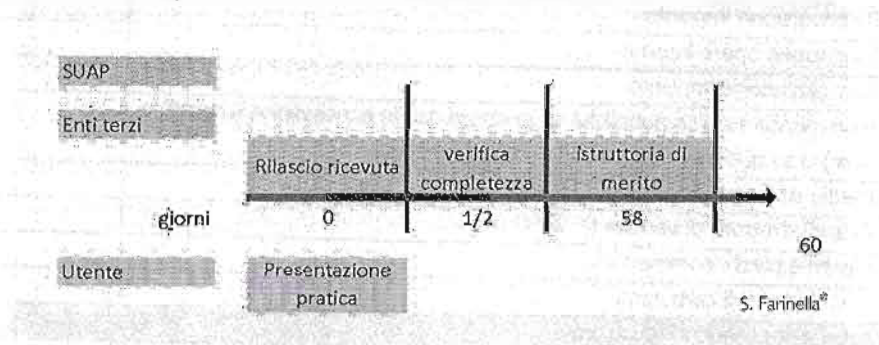 SUAP
Enti terzi
Rilascio ricevuta
verifica
completezza
istruttoria di
merito
giorni 0 1/2 58
60
Utente
Presentazione
pratica
S. Farinella®